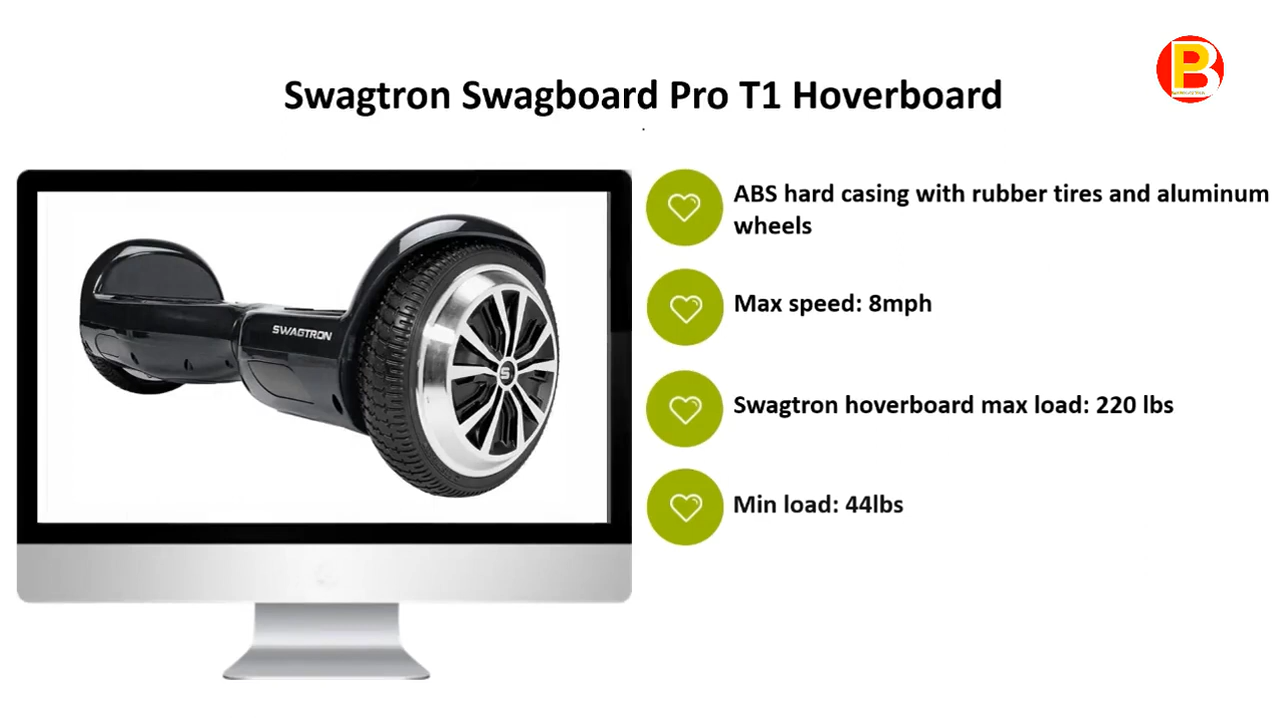 Swagtron Swagboard Pro T1 Hoverboard
ABS hard casing with rubber tires and aluminum
wheels
Max speed: 8mph
Swagtron hoverboard max load: 220 lbs
Min load: 44lbs
SWAGTRON
S
PB